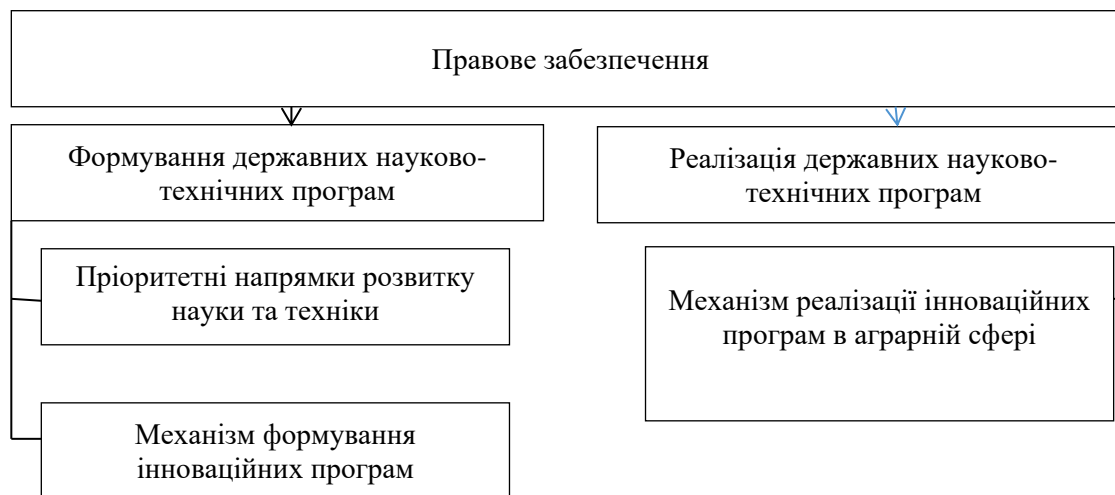 Правове забезпечення
Формування державних науково-
технічних програм
Реалізація державних науково-
технічних програм
Пріоритетні напрямки розвитку
науки та техніки
Механізм реалізації інноваційних
програм в аграрній сфері
Механізм формування
інноваційних програм